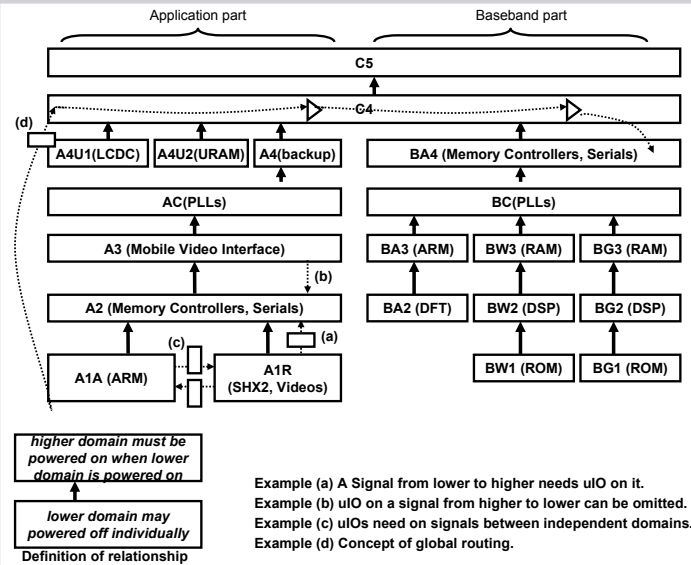 Application part
Baseband part
C5
C4
(d)
A4U1(LCDC)
A4U2(URAM)
A4(backup)
BA4 (Memory Controllers, Serials)
AC(PLLs)
BC(PLLs)
A3 (Mobile Video Interface)
BA3 (ARM)
BW3 (RAM)
BG3 (RAM)
(b)
A2 (Memory Controllers, Serials)
BA2 (DFT)
BW2 (DSP)
BG2 (DSP)
(c)
(a)
A1A (ARM)
A1R
(SHX2, Videos)
BW1 (ROM)
BG1 (ROM)
higher domain must be
powered on when lower
domain is powered on
lower domain may
powered off individually
Definition of relationship
Example (a) A Signal from lower to higher needs uIO on it.
Example (b) uIO on a signal from higher to lower can be omitted.
Example (c) uIOs need on signals between independent domains.
Example (d) Concept of global routing.